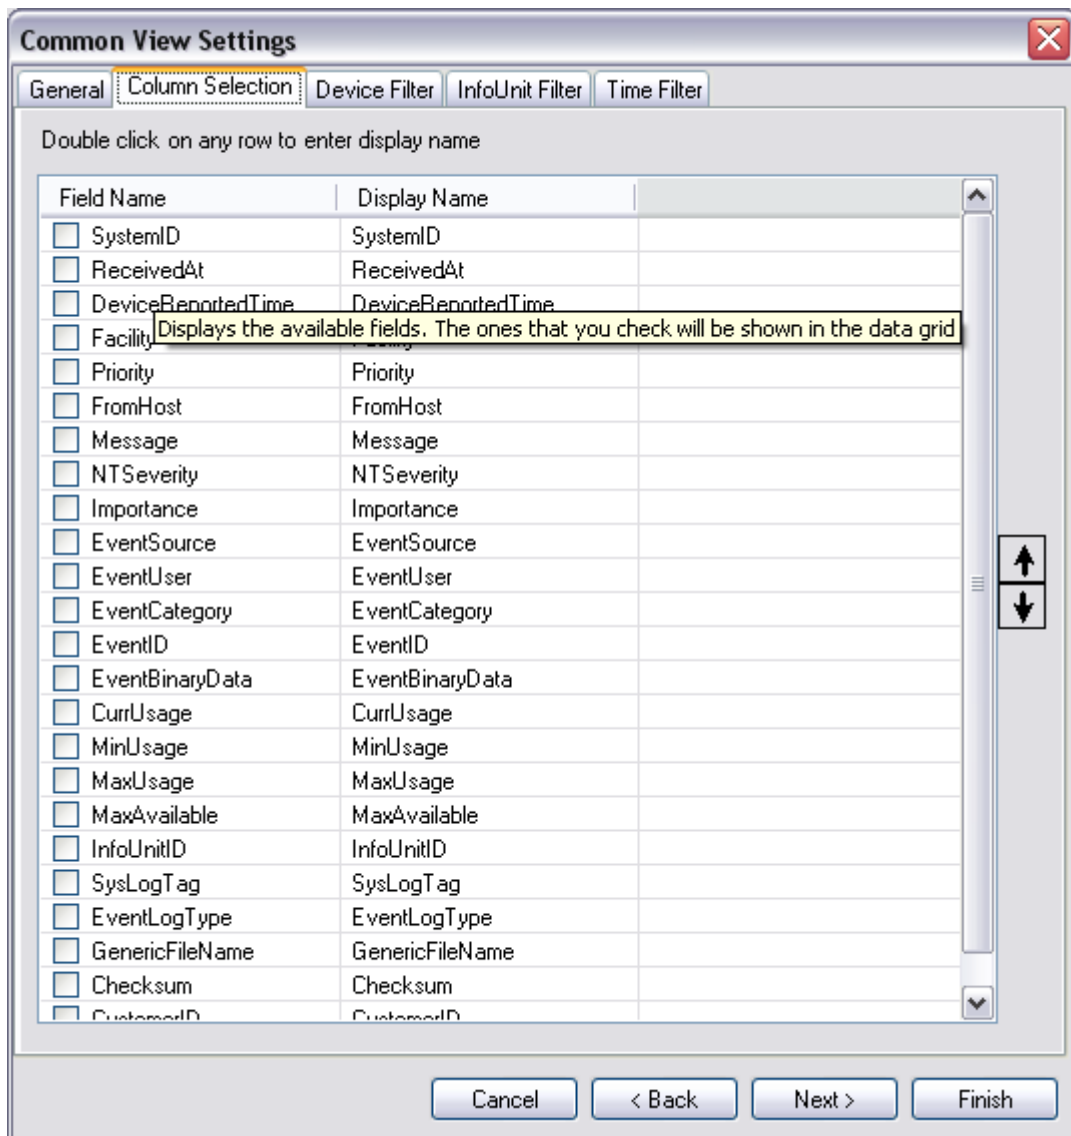 Common View Settings
General Column Selection Device Filter InfoUnit Filter Time Filter
Double click on any row to enter display name
Field Name Display Name
SystemID SystemID
ReceivedAt ReceivedAt
DeviceReportedTime DeviceReportedTime
Displays the available fields. The ones that you check will be shown in the data grid
Facility
Priority Priority
FromHost FromHost
Message Message
NTSeverity NTSeverity
Importance Importance
EventSource EventSource
EventUser EventUser
EventCategory EventCategory
EventID EventID
EventBinaryData EventBinaryData
CurrUsage CurrUsage
MinUsage MinUsage
MaxUsage MaxUsage
MaxAvailable MaxAvailable
InfoUnitID InfoUnitID
SysLogTag SysLogTag
EventLogType EventLogType
GenericFileName GenericFileName
Checksum Checksum
CustomerID CustomerID
Cancel < Back Next > Finish